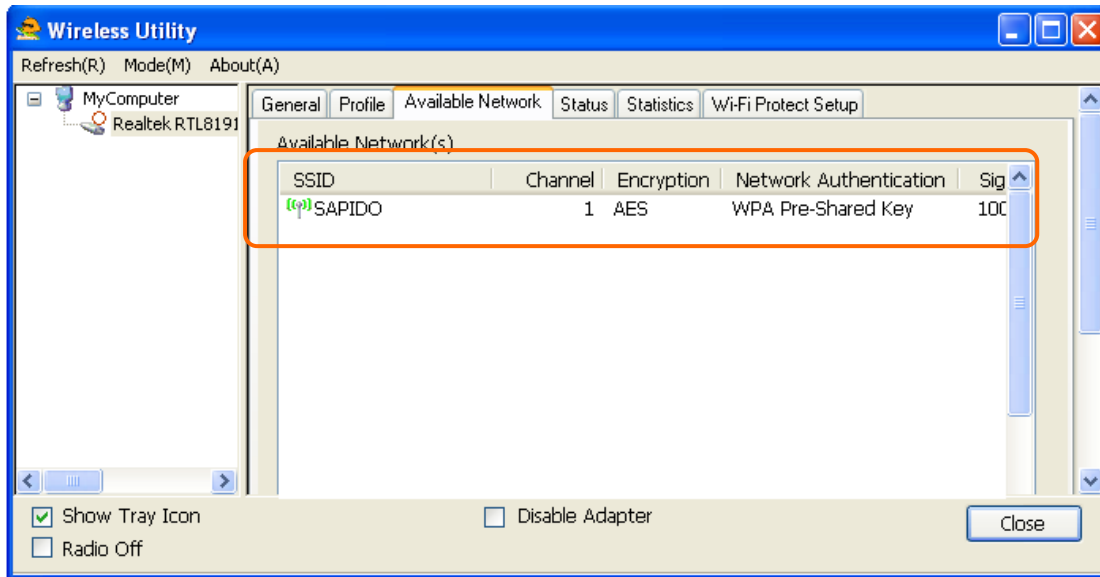 Wireless Utility
Refresh(R) Mode(M) About(A)
MyComputer
Realtek RTL8191
General Profile Available Network Status Statistics Wi-Fi Protect Setup
Available Network(s)
SSID Channel Encryption Network Authentication Sig
SAPIDO 1 AES WPA Pre-Shared Key 100
Show Tray Icon Disable Adapter Close
Radio Off